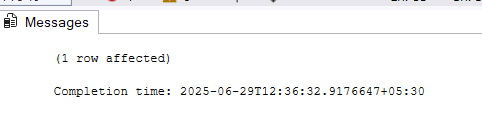 Messages
(1 row affected)
Completion time: 2025-06-29T12:36:32.9176647+05:30